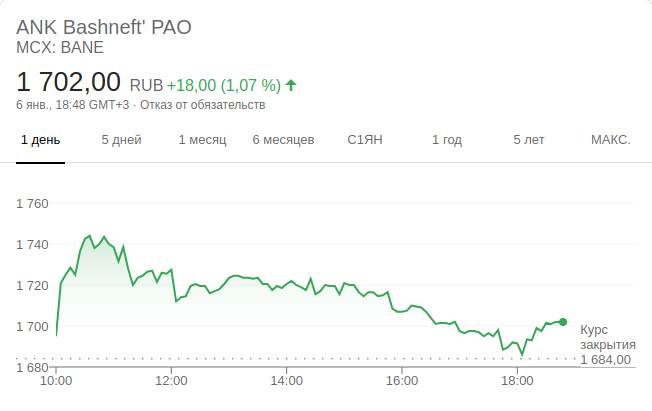 ANK Bashneft' PAO
MCX: BANE
1 702,00 RUB +18,00 (1,07 %)
6 янв., 18:48 GMT+3 · Отказ от обязательств
1 день 5 дней 1 месяц 6 месяцев С1ЯН 1 год 5 лет МАКС.
1 760
1 740
1 720
1 700
1 680
Курс
закрытия
1 684,00
10:00 12:00 14:00 16:00 18:00